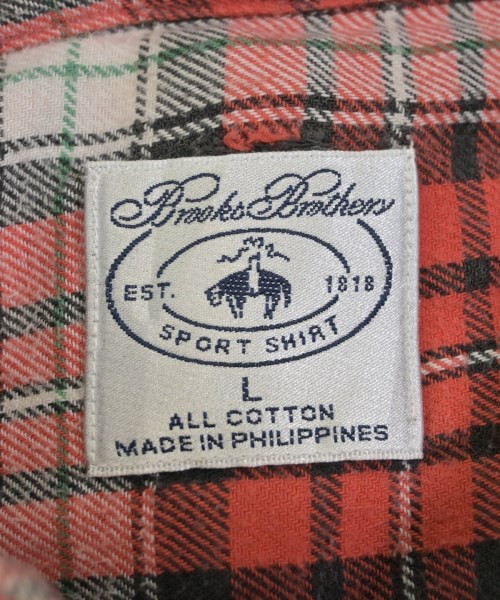 Brooks Brothers
EST. 1818
SPORT SHIRT
L
ALL COTTON
MADE IN PHILIPPINES